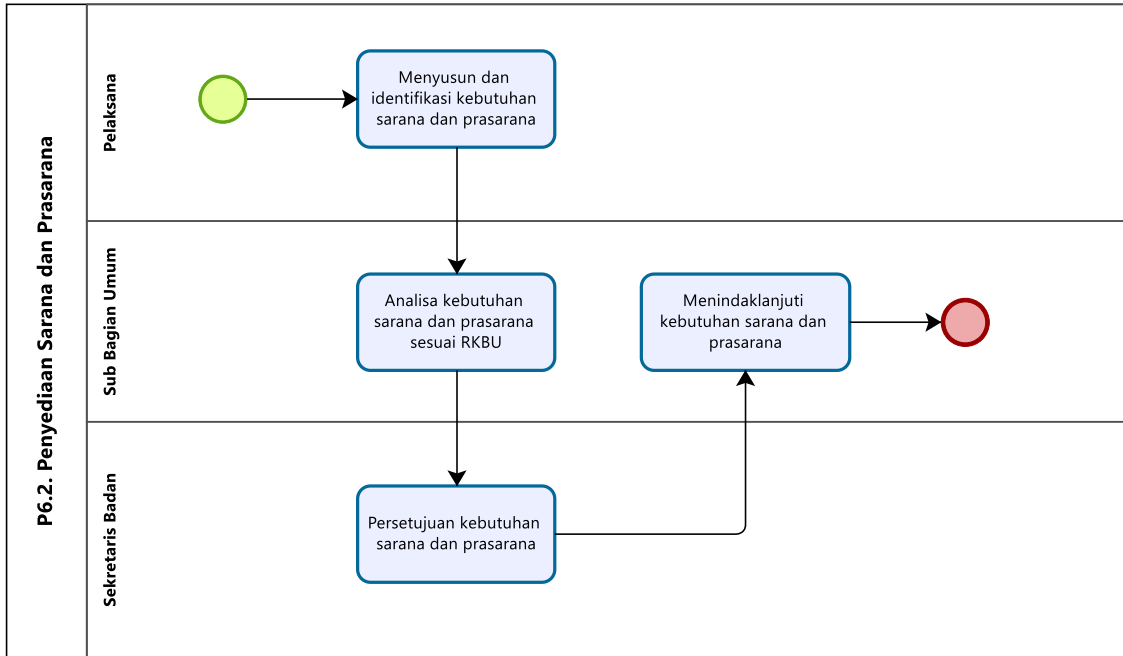 P6.2. Penyediaan Sarana dan Prasarana
Pelaksana
Menyusun dan
identifikasi kebutuhan
sarana dan prasarana
Sub Bagian Umum
Analisa kebutuhan
sarana dan prasarana
sesuai RKBU
Menindaklanjuti
kebutuhan sarana dan
prasarana
Sekretaris Badan
Persetujuan kebutuhan
sarana dan prasarana